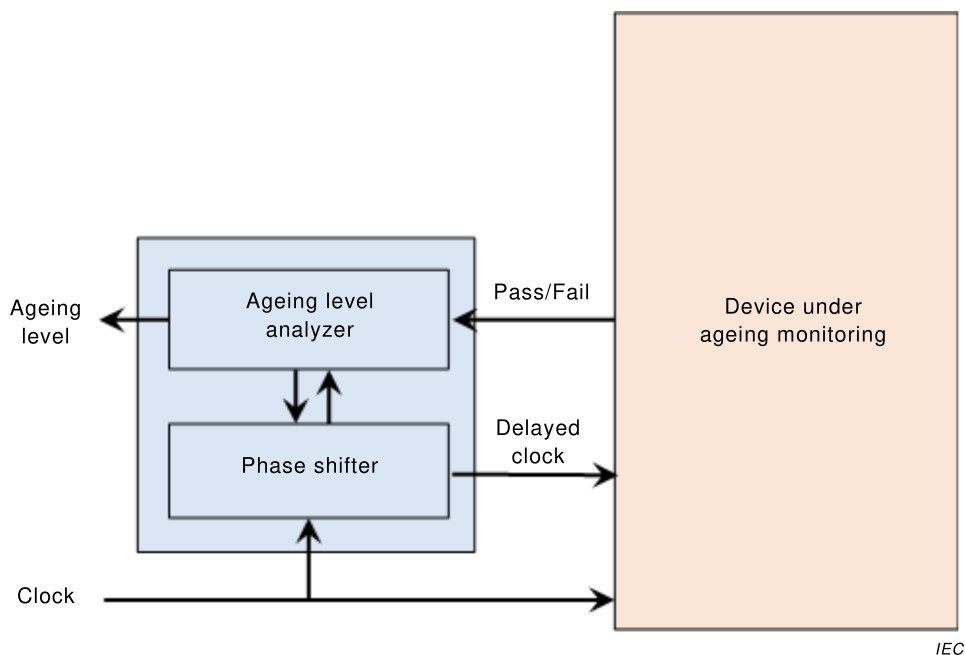 Ageing
level
Ageing level
analyzer
Pass/Fail
Device under
ageing monitoring
Phase shifter
Delayed
clock
Clock
IEC